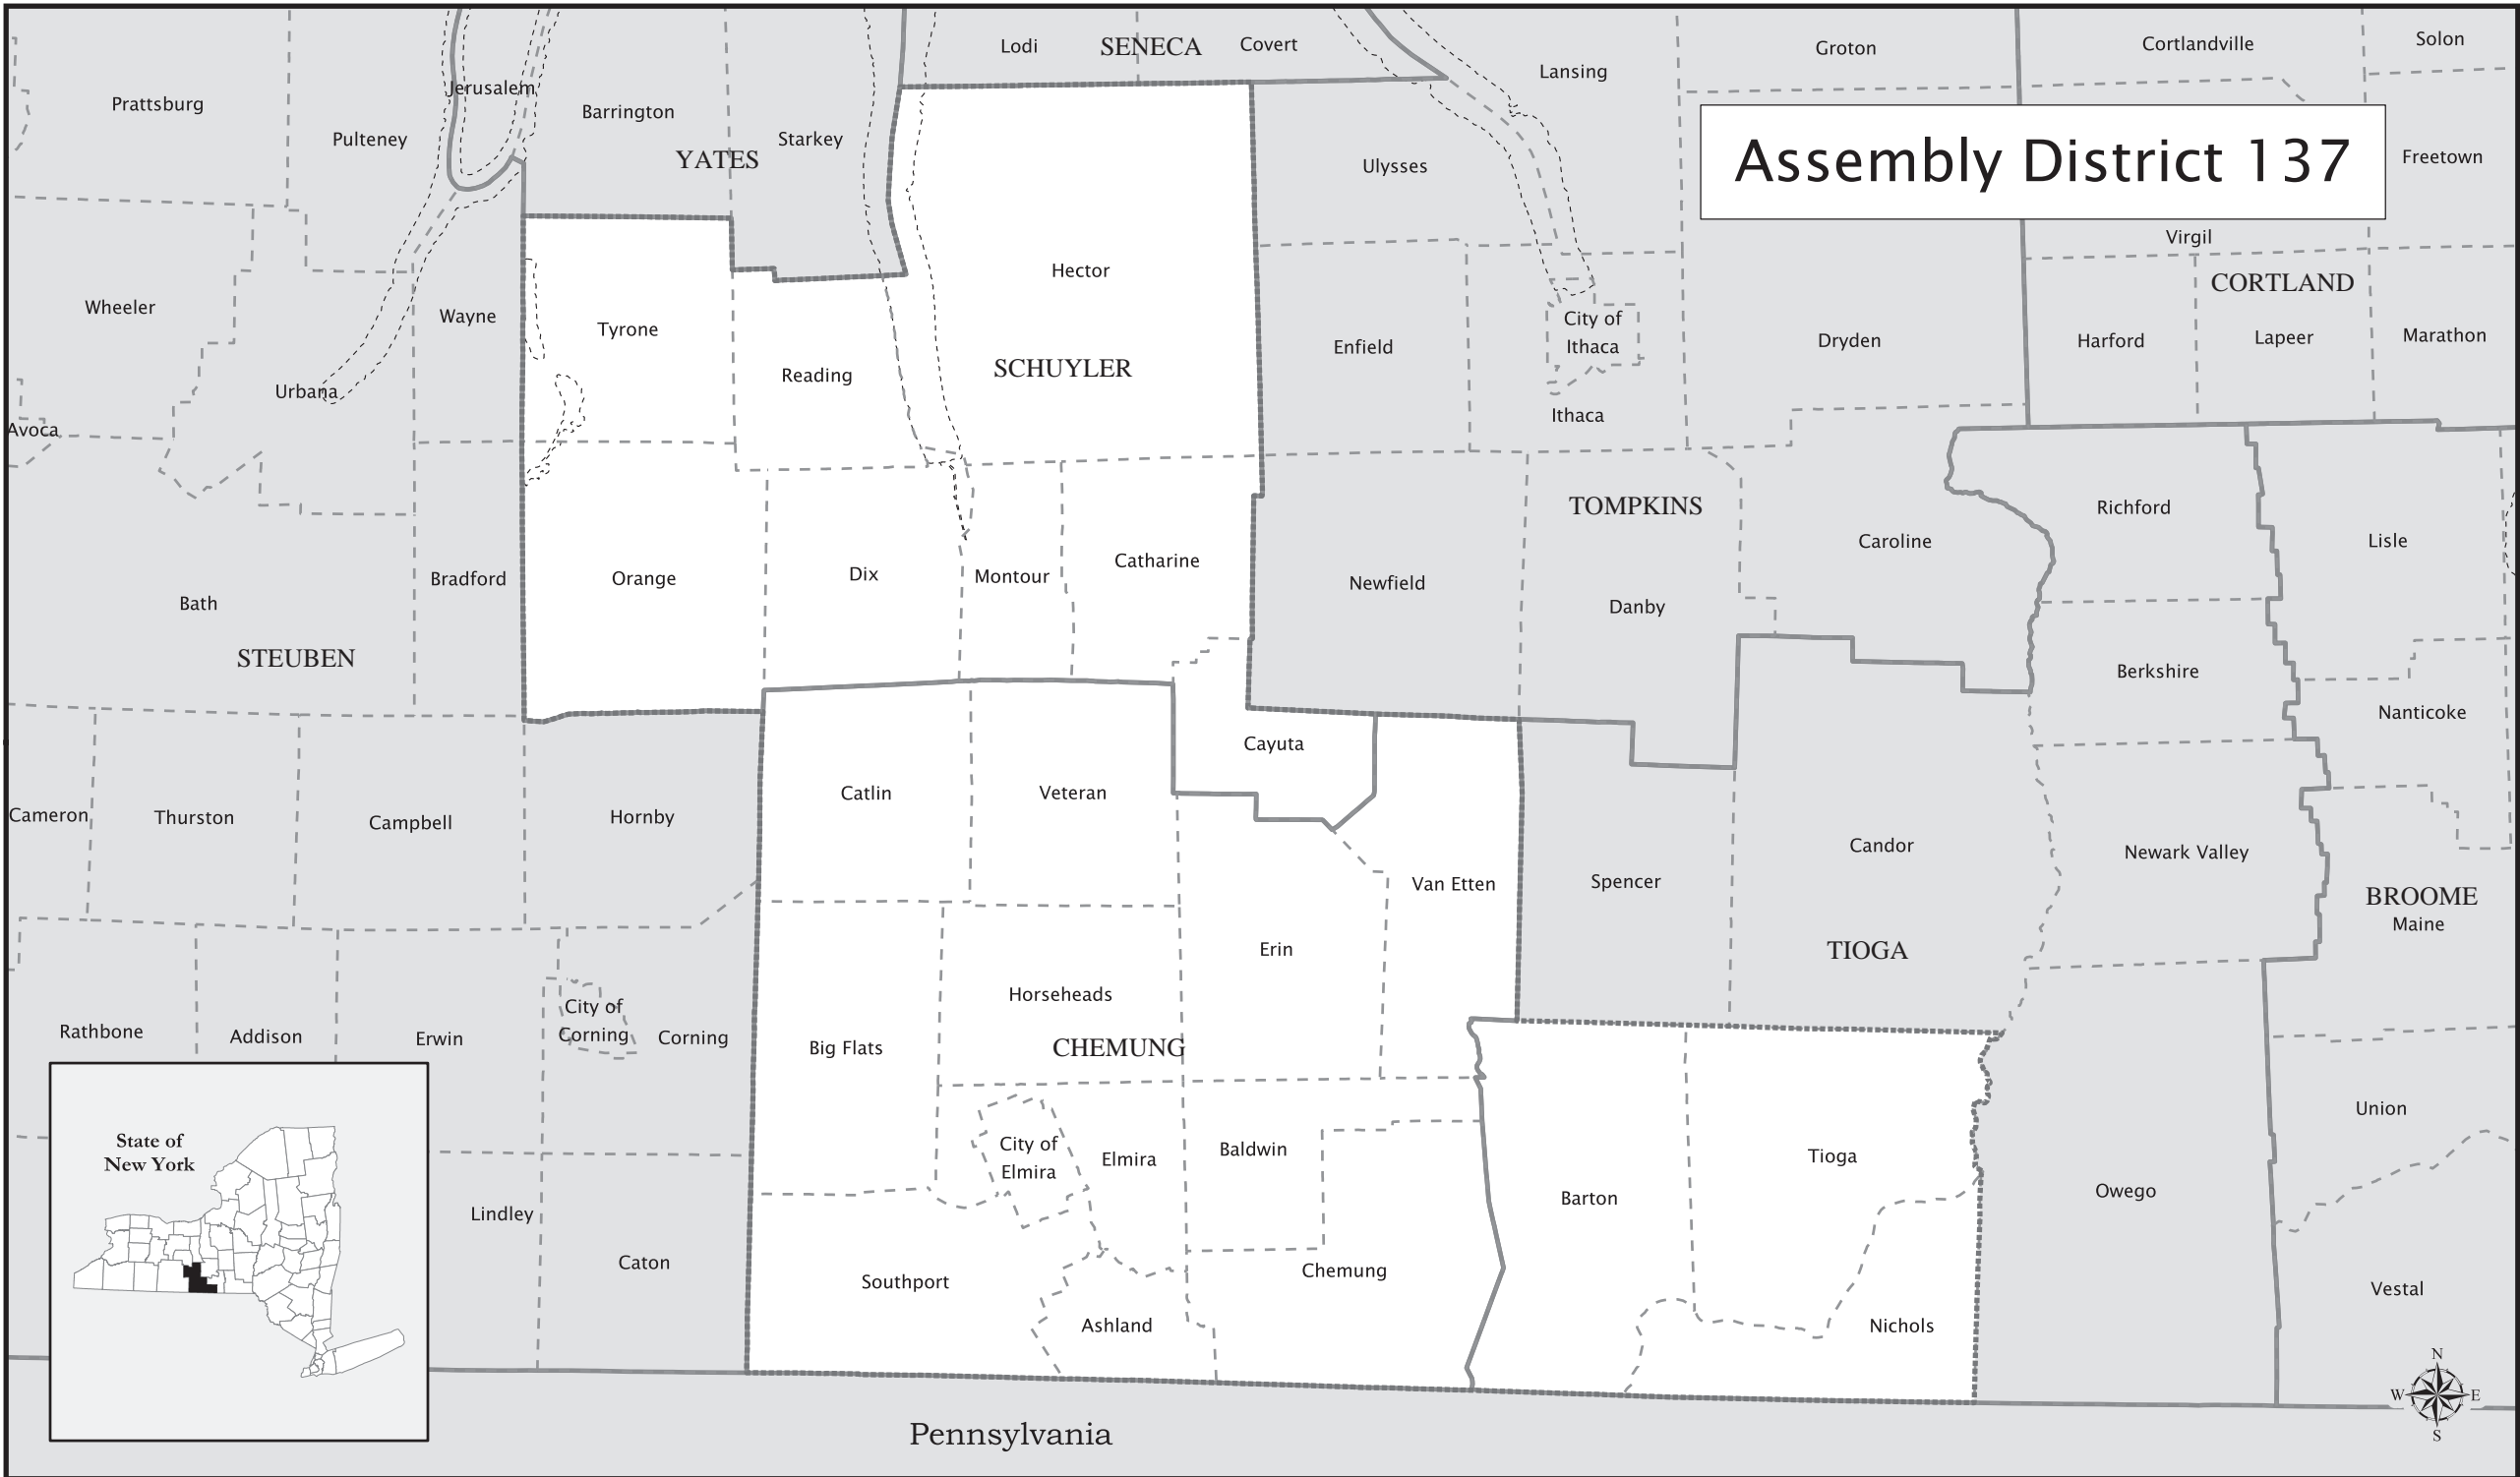 Lodi
SENECA
Covert
Groton
Cortlandville
Solon
Lansing
Jerusalem
Prattsburg
Barrington
Pulteney
Starkey
YATES
Ulysses
Assembly District 137
Freetown
Virgil
Hector
CORTLAND
Wheeler
Wayne
Tyrone
Reading
SCHUYLER
Enfield
City of
Ithaca
Dryden
Harford
Lapeer
Marathon
Urbana
Ithaca
Avoca
TOMPKINS
Richford
Caroline
Lisle
Bath
Bradford
Orange
Dix
Montour
Catharine
Newfield
Danby
STEUBEN
Berkshire
Nanticoke
Cayuta
Cameron
Thurston
Campbell
Hornby
Catlin
Veteran
Van Etten
Spencer
Candor
Newark Valley
BROOME
Maine
Erin
TIOGA
Horseheads
City of
Corning
Rathbone
Addison
Erwin
Corning
Big Flats
CHEMUNG
Union
State of
New York
City of
Elmira
Elmira
Baldwin
Tioga
Barton
Owego
Lindley
Caton
Southport
Chemung
Vestal
Ashland
Nichols
N
W
E
S
Pennsylvania